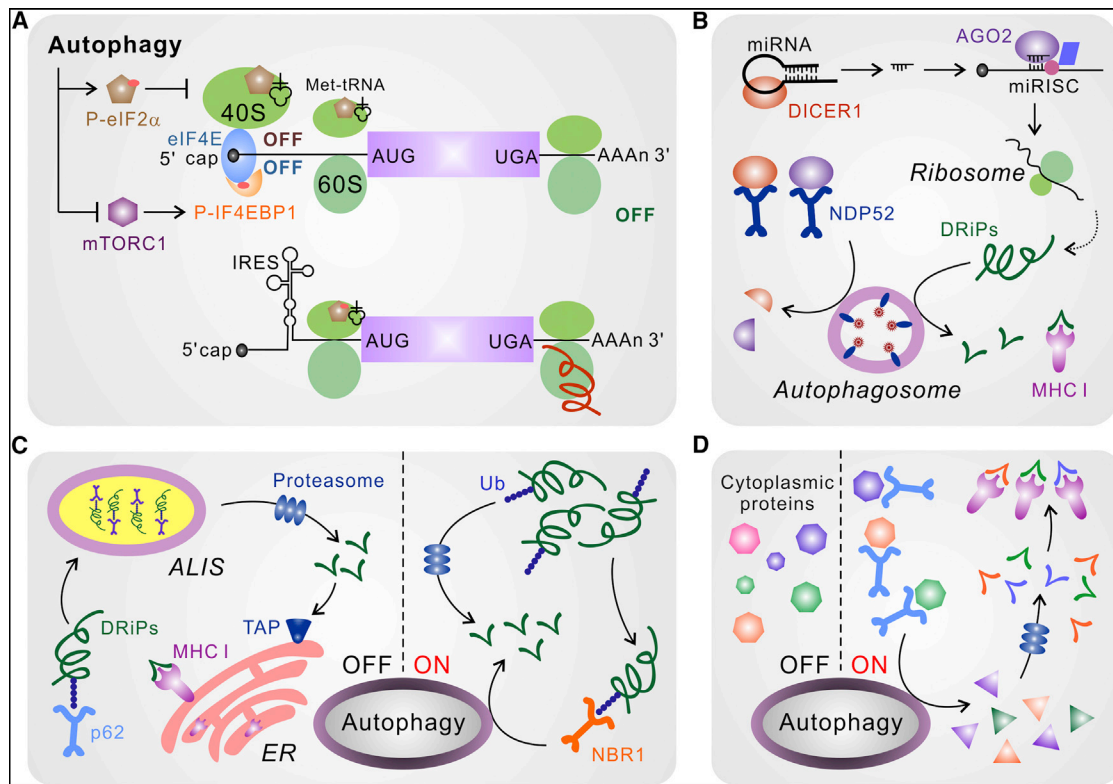 A
Autophagy
P-eIF2α
40S
Met-tRNA
eIF4E
OFF
5' cap
OFF
AUG
UGA
AAAn 3'
60S
P-IF4EBP1
OFF
mTORC1
IRES
5'cap
AUG
UGA
AAAn 3'
B
miRNA
DICER1
AGO2
miRISC
Ribosome
NDP52
DRiPs
Autophagosome
MHC I
C
ALIS
Proteasome
DRiPs
MHC I
TAP
p62
ER
OFF
ON
Autophagy
Ub
NBR1
D
Cytoplasmic
proteins
OFF
ON
Autophagy